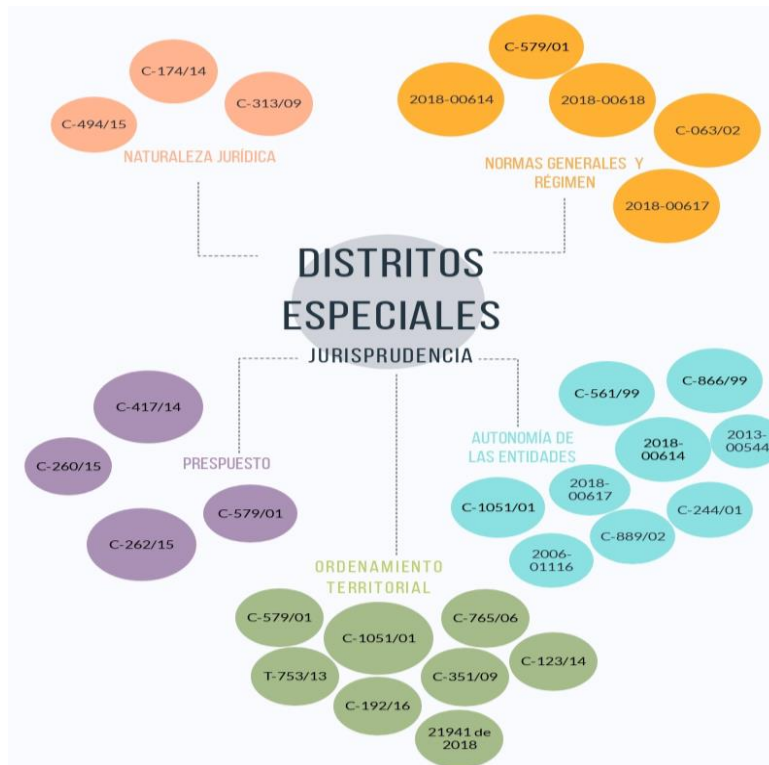 C-174/14
C-313/09
C-494/15
NATURALEZA JURÍDICA
C-579/01
2018-00614
2018-00618
C-063/02
NORMAS GENERALES Y
RÉGIMEN
2018-00617
DISTRITOS
ESPECIALES
JURISPRUDENCIA
C-417/14
C-260/15
PRESPUESTO
C-579/01
C-262/15
C-561/99
C-866/99
AUTONOMÍA DE
LAS ENTIDADES
2018-
00614
2013-
00544
2018-
00617
C-1051/01
C-244/01
C-889/02
2006-
01116
ORDENAMIENTO
TERRITORIAL
C-579/01
C-1051/01
C-765/06
T-753/13
C-351/09
C-123/14
C-192/16
21941 de
2018